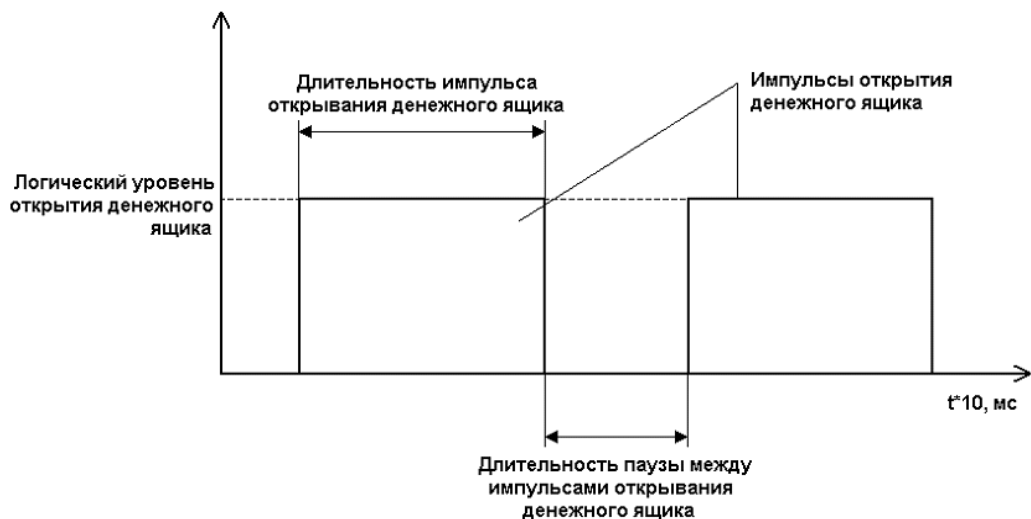 Длительность импульса
открывания денежного ящика
Импульсы открытия
денежного ящика
Логический уровень
открытия денежного
ящика
t*10, мс
Длительность паузы между
импульсами открывания
денежного ящика